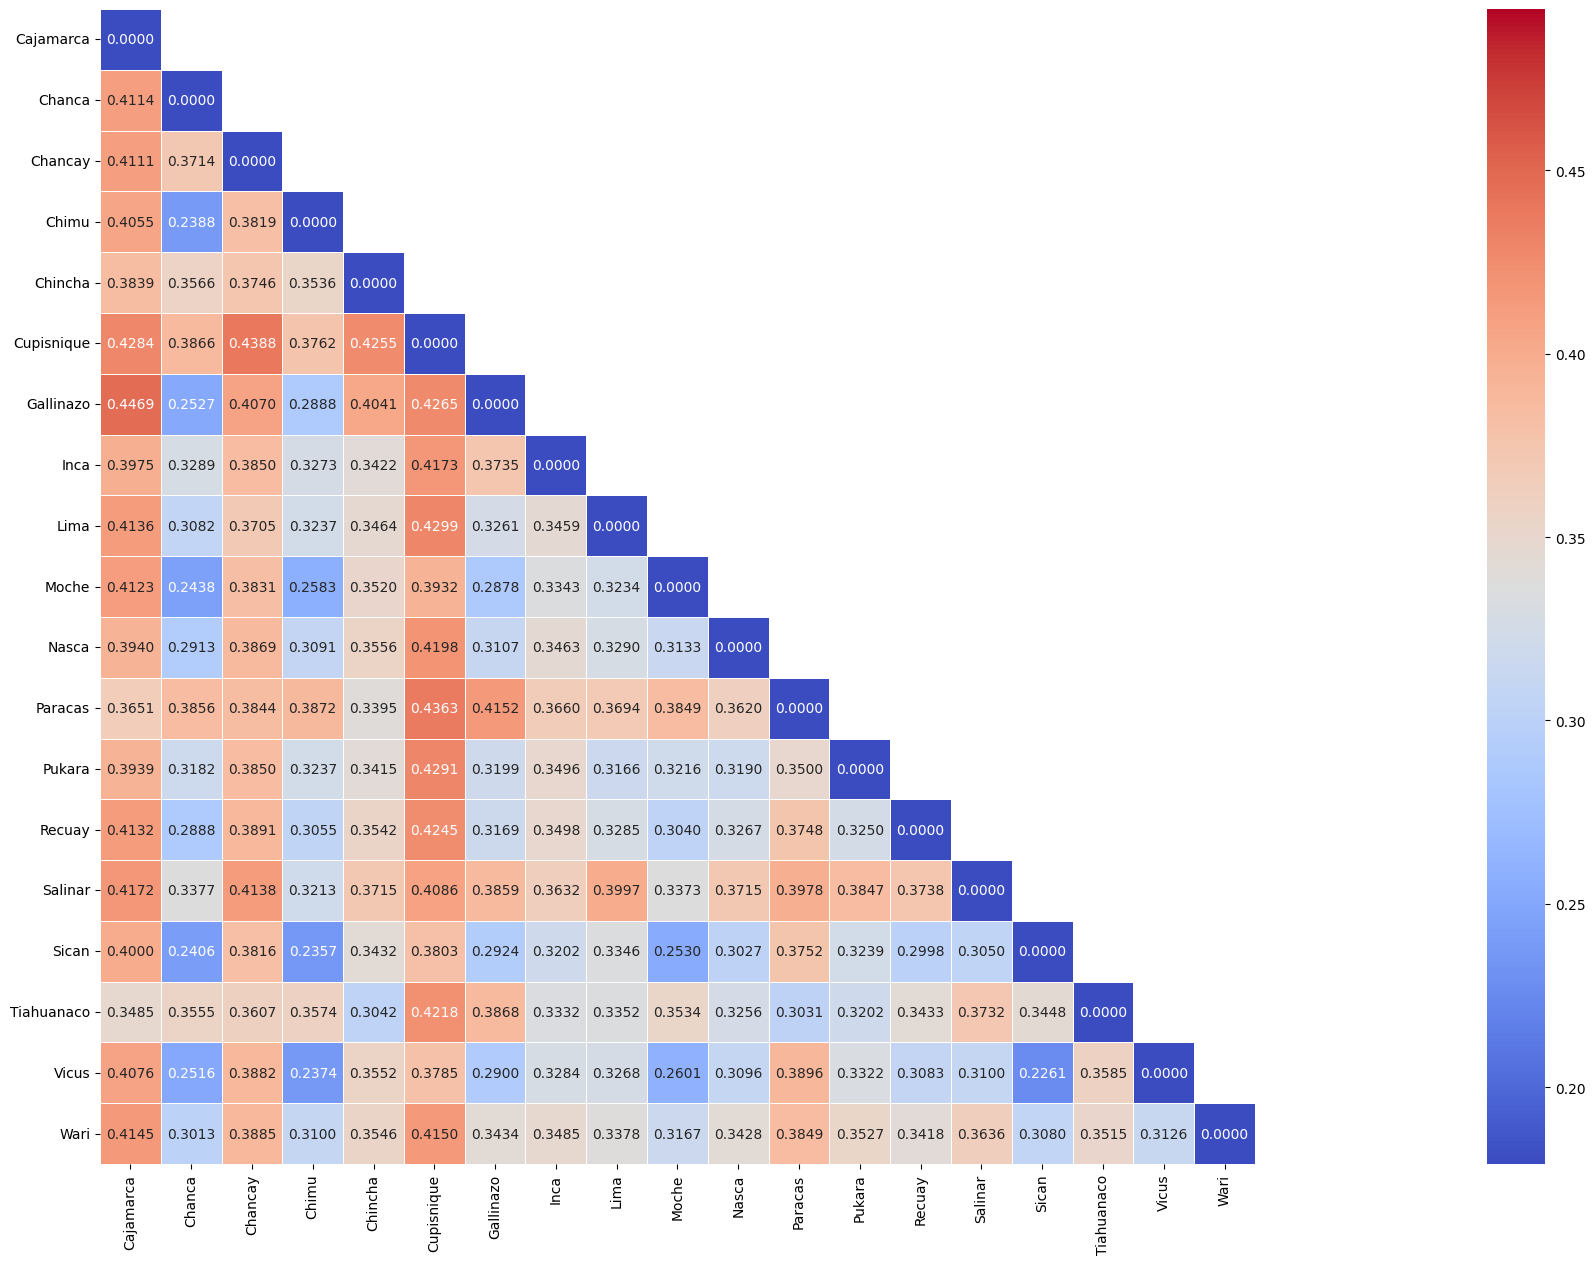 Cajamarca 0.0000
Chanca 0.4114 0.0000
Chancay 0.4111 0.3714 0.0000
Chimu 0.4055 0.2388 0.3819 0.0000
Chincha 0.3839 0.3566 0.3746 0.3536 0.0000
Cupisnique 0.4284 0.3866 0.4388 0.3762 0.4255 0.0000
Gallinazo 0.4469 0.2527 0.4070 0.2888 0.4041 0.4265 0.0000
Inca 0.3975 0.3289 0.3850 0.3273 0.3422 0.4173 0.3735 0.0000
Lima 0.4136 0.3082 0.3705 0.3237 0.3464 0.4299 0.3261 0.3459 0.0000
Moche 0.4123 0.2438 0.3831 0.2583 0.3520 0.3932 0.2878 0.3343 0.3234 0.0000
Nasca 0.3940 0.2913 0.3869 0.3091 0.3556 0.4198 0.3107 0.3463 0.3290 0.3133 0.0000
Paracas 0.3651 0.3856 0.3844 0.3872 0.3395 0.4363 0.4152 0.3660 0.3694 0.3849 0.3620 0.0000
Pukara 0.3939 0.3182 0.3850 0.3237 0.3415 0.4291 0.3199 0.3496 0.3166 0.3216 0.3190 0.3500 0.0000
Recuay 0.4132 0.2888 0.3891 0.3055 0.3542 0.4245 0.3169 0.3498 0.3285 0.3040 0.3267 0.3748 0.3250 0.0000
Salinar 0.4172 0.3377 0.4138 0.3213 0.3715 0.4086 0.3859 0.3632 0.3997 0.3373 0.3715 0.3978 0.3847 0.3738 0.0000
Sican 0.4000 0.2406 0.3816 0.2357 0.3432 0.3803 0.2924 0.3202 0.3346 0.2530 0.3027 0.3752 0.3239 0.2998 0.3050 0.0000
Tiahuanaco 0.3485 0.3555 0.3607 0.3574 0.3042 0.4218 0.3868 0.3332 0.3352 0.3534 0.3256 0.3031 0.3202 0.3433 0.3732 0.3448 0.0000
Vicus 0.4076 0.2516 0.3882 0.2374 0.3552 0.3785 0.2900 0.3284 0.3268 0.2601 0.3096 0.3896 0.3322 0.3083 0.3100 0.2261 0.3585 0.0000
Wari 0.4145 0.3013 0.3885 0.3100 0.3546 0.4150 0.3434 0.3485 0.3378 0.3167 0.3428 0.3849 0.3527 0.3418 0.3636 0.3080 0.3515 0.3126 0.0000
Cajamarca Chanca Chancay Chimu Chincha Cupisnique Gallinazo Inca Lima Moche Nasca Paracas Pukara Recuay Salinar Sican Tiahuanaco Vicus Wari
0.45
0.40
0.35
0.30
0.25
0.20